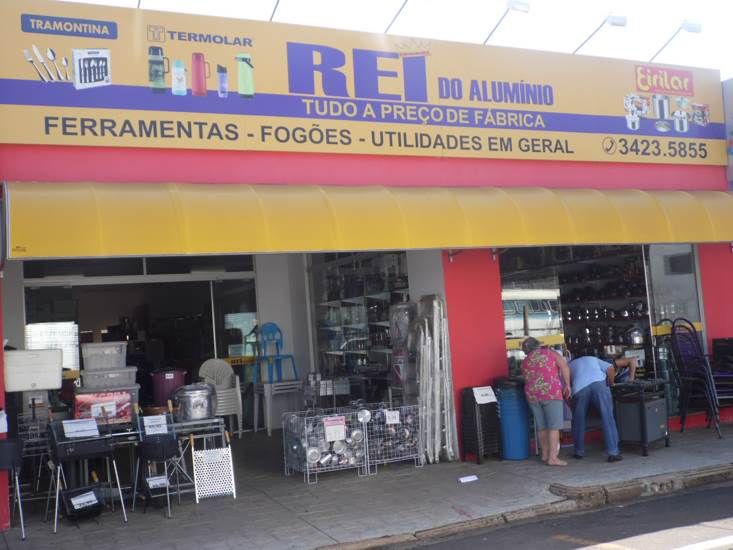 TRAMONTINA
TERMOLAR
REI DO ALUMÍNIO
Eirilar
TUDO A PREÇO DE FÁBRICA
FERRAMENTAS - FOGÕES - UTILIDADES EM GERAL
3423.5855